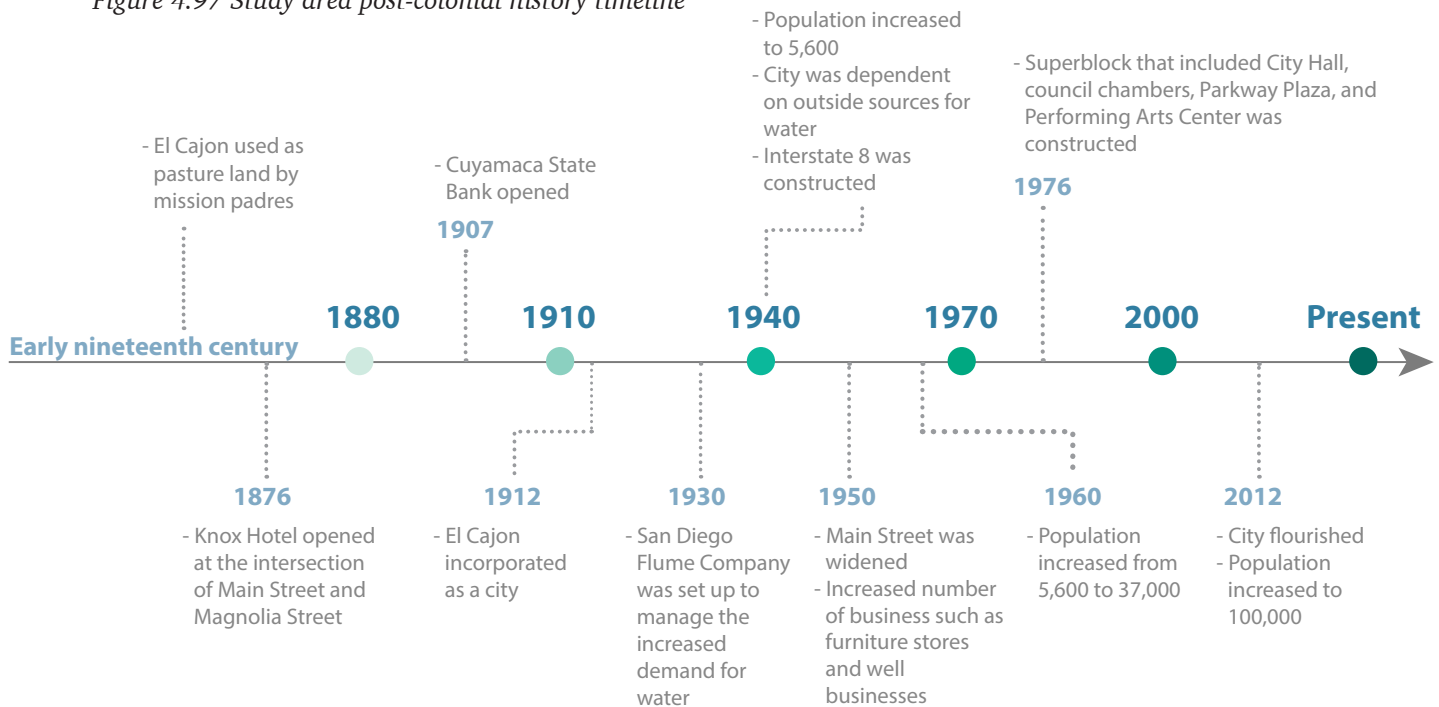 Figure 4.97 Study area post-colonial history timeline
- Population increased
to 5,600
- City was dependent
on outside sources for
water
- Interstate 8 was
constructed
- Superblock that included City Hall,
council chambers, Parkway Plaza, and
Performing Arts Center was
constructed
1976
- El Cajon used as
pasture land by
mission padres
- Cuyamaca State
Bank opened
1907
Early nineteenth century
1880
1910
1940
1970
2000
Present
1876
- Knox Hotel opened
at the intersection
of Main Street and
Magnolia Street
1912
- El Cajon
incorporated
as a city
1930
- San Diego
Flume Company
was set up to
manage the
increased
demand for
water
1950
- Main Street was
widened
- Increased number
of business such as
furniture stores
and well
businesses
1960
- Population
increased from
5,600 to 37,000
2012
- City flourished
- Population
increased to
100,000